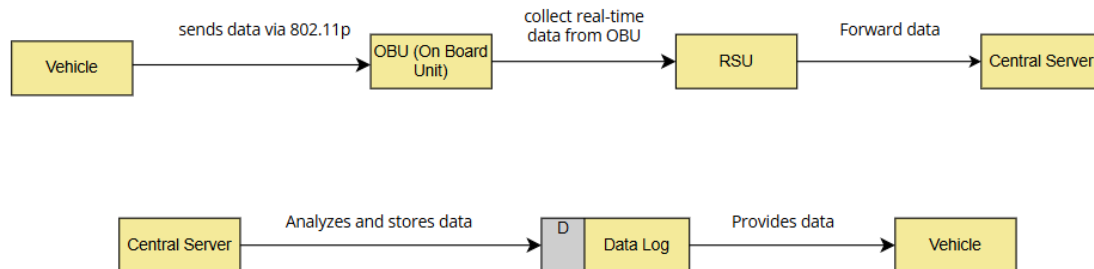 sends data via 802.11p
collect real-time
data from OBU
Forward data
Vehicle
OBU (On Board
Unit)
RSU
Central Server
Analyzes and stores data
Provides data
Central Server
D
Data Log
Vehicle